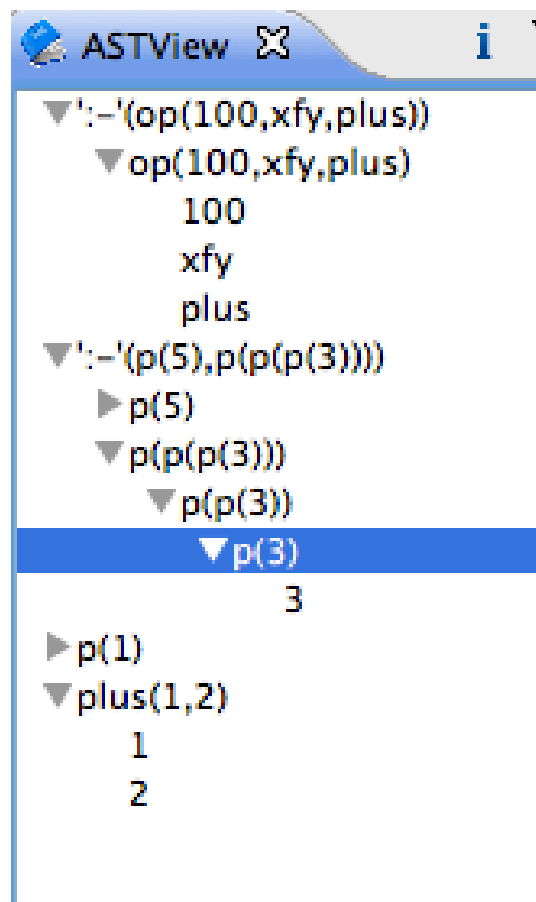 ASTView i
':-'(op(100,xfy,plus))
op(100,xfy,plus)
100
xfy
plus
':-'(p(5),p(p(p(3))))
p(5)
p(p(p(3)))
p(p(3))
p(3)
3
p(1)
plus(1,2)
1
2